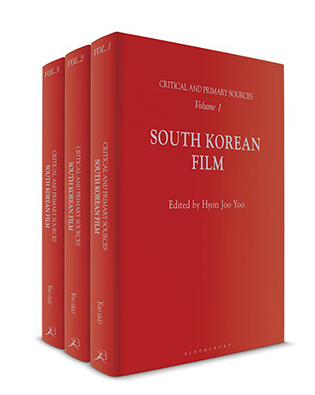 VOL.3
CRITICAL AND PRIMARY SOURCES
SOUTH KOREAN FILM
Yoo (Ed)
VOL.2
CRITICAL AND PRIMARY SOURCES
SOUTH KOREAN FILM
Yoo (Ed)
VOL.1
CRITICAL AND PRIMARY SOURCES
SOUTH KOREAN FILM
Yoo (Ed)
CRITICAL AND PRIMARY SOURCES
Volume 1
SOUTH KOREAN
FILM
Edited by Hyon Joo Yoo
BLOOMSBURY